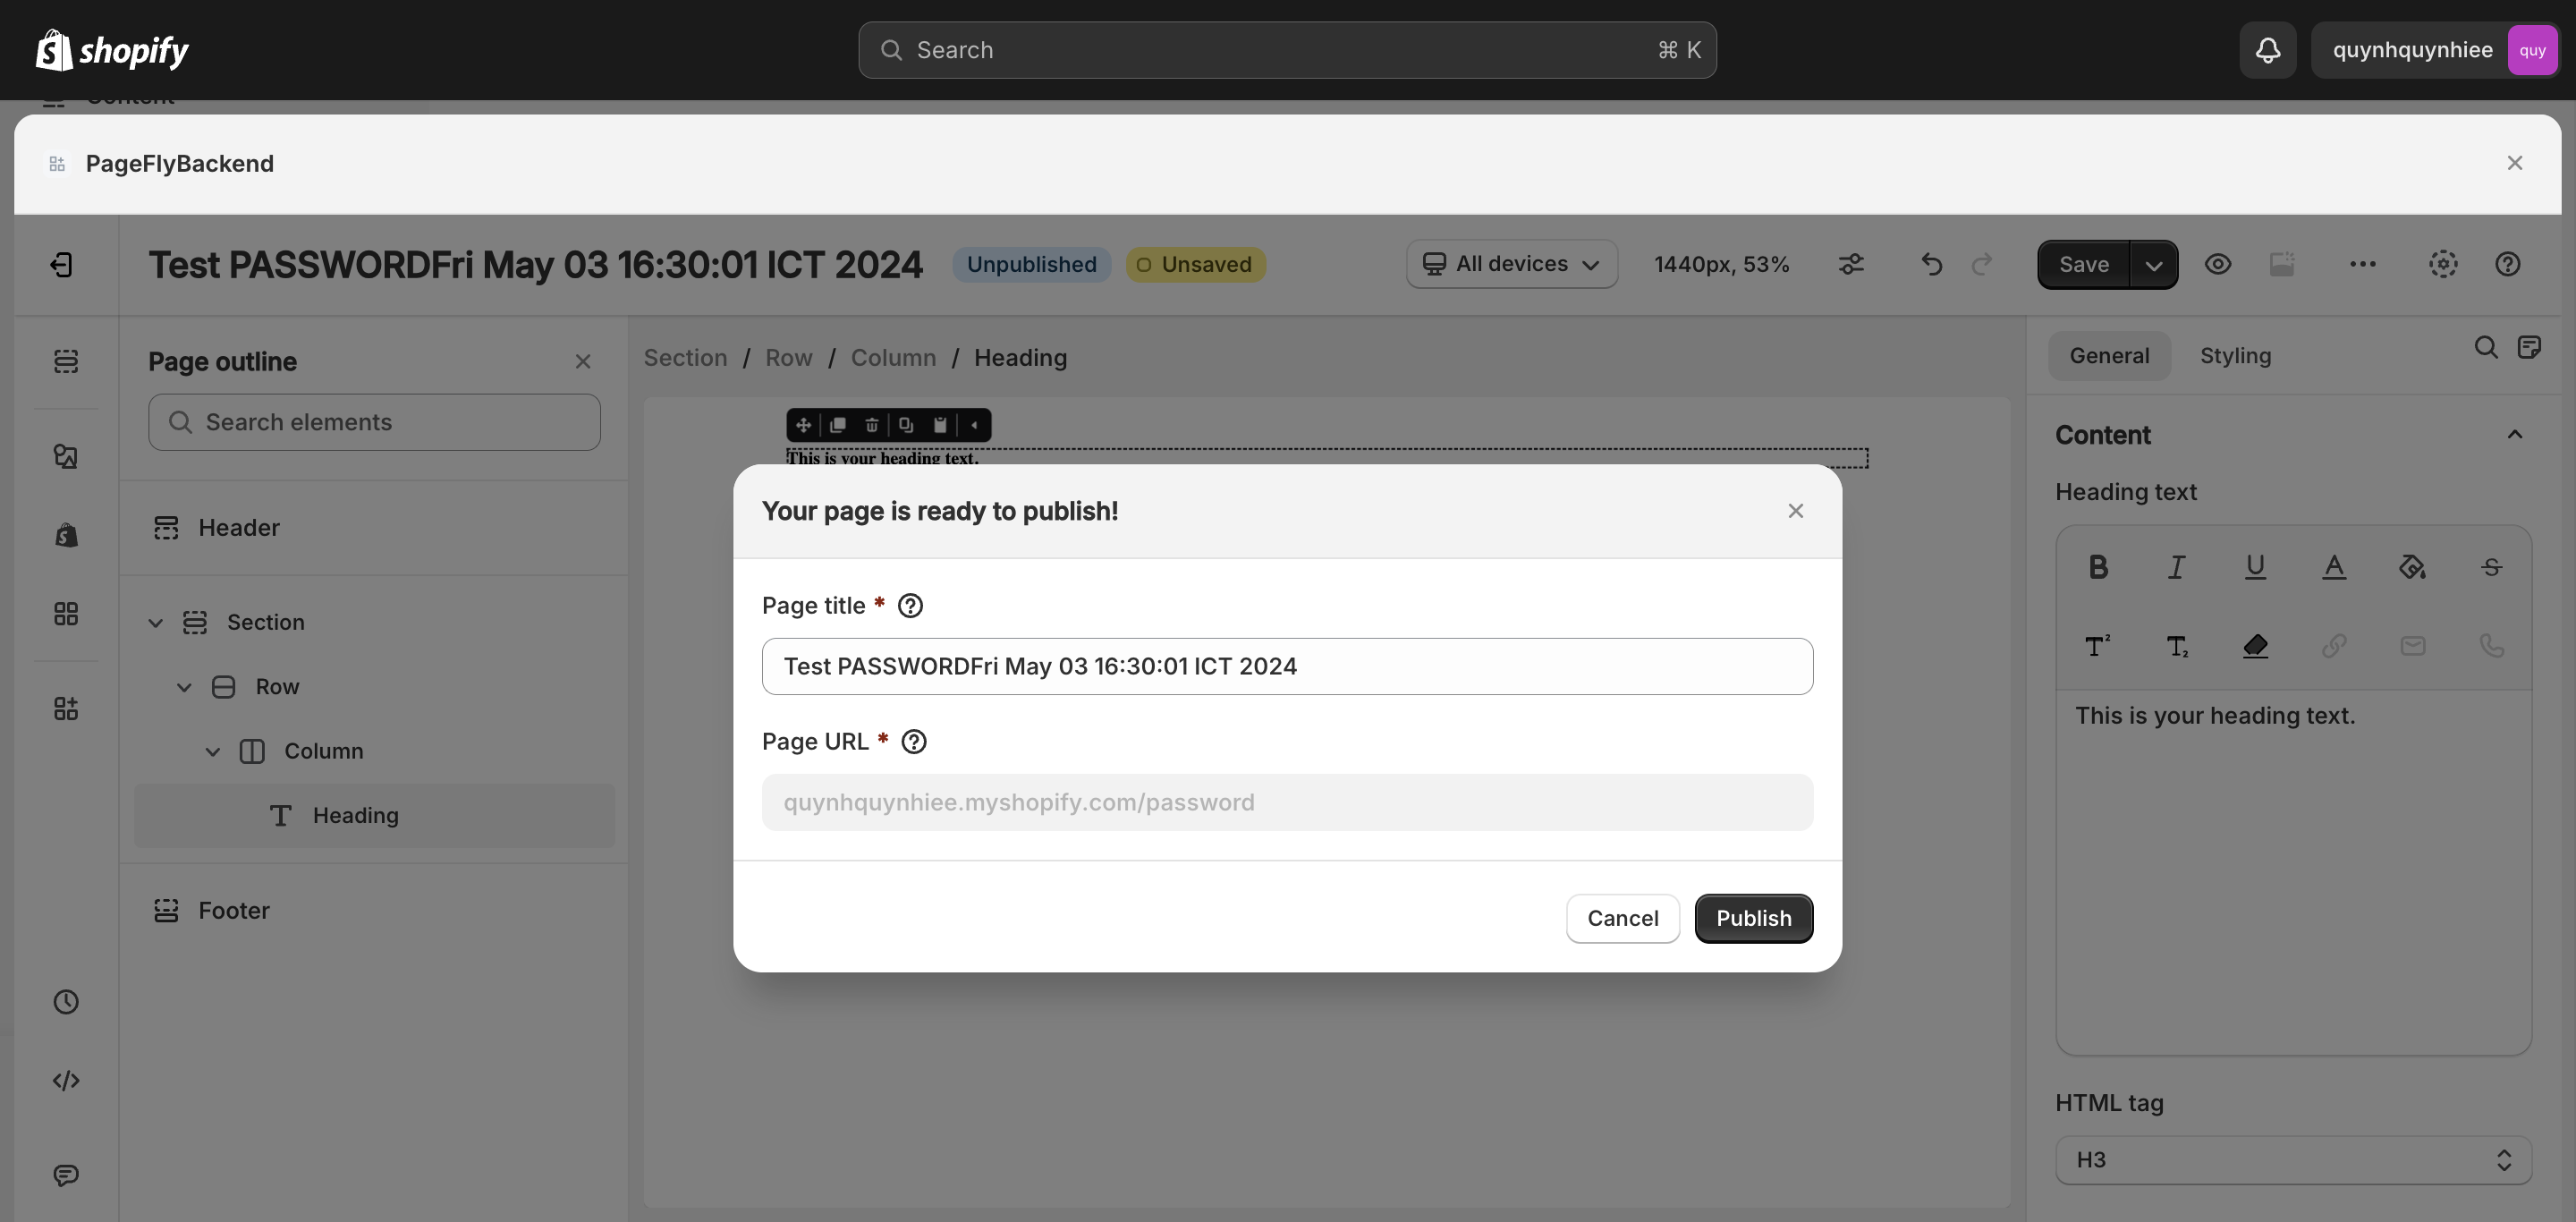 shopify
Search
⌘ K
quynhquynhiee
quy
Content
PageFlyBackend
Test PASSWORDFri May 03 16:30:01 ICT 2024
Unpublished
Unsaved
All devices
1440px, 53%
Save
Page outline
Search elements
Header
Section
Row
Column
Heading
Footer
Section / Row / Column / Heading
This is your heading text.
Your page is ready to publish!
Page title *
Test PASSWORDFri May 03 16:30:01 ICT 2024
Page URL *
quynhquynhiee.myshopify.com/password
Cancel
Publish
General
Styling
Content
Heading text
This is your heading text.
HTML tag
H3